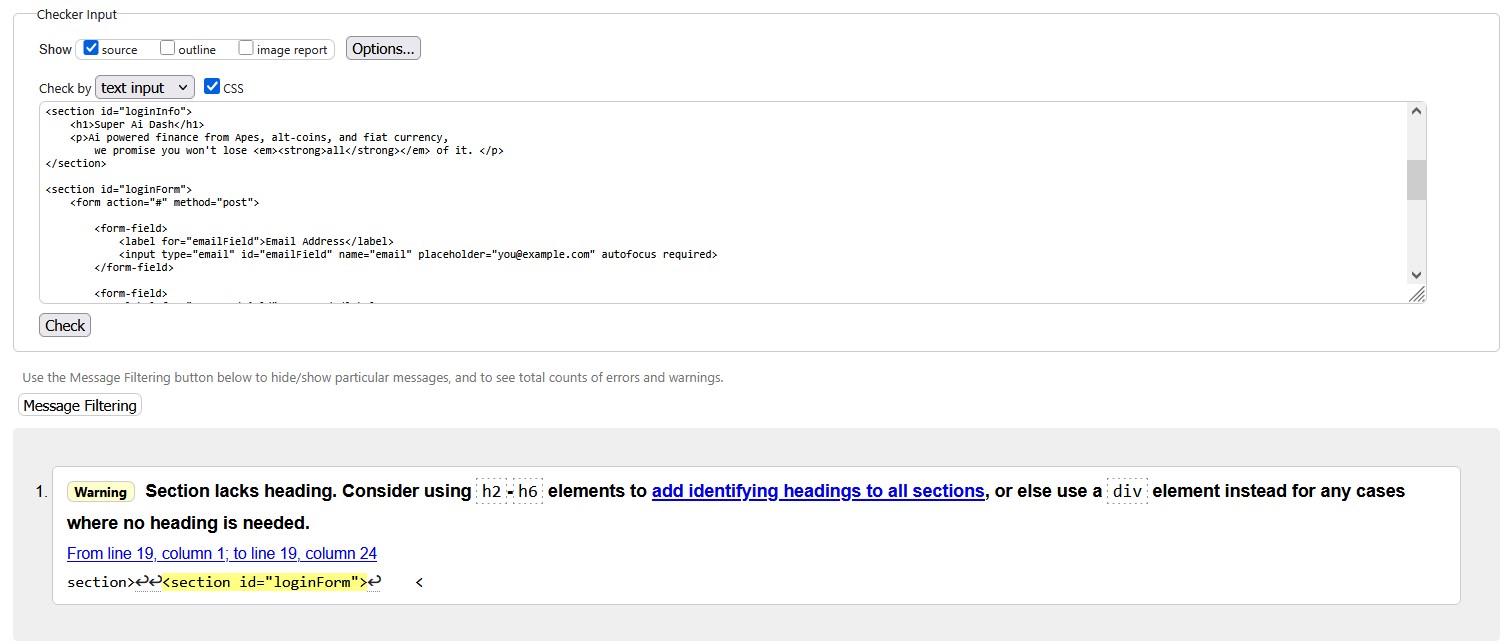 Checker Input
Show source outline image report Options...
Check by text input CSS
<section id="loginInfo">
<h1>Super Ai Dash</h1>
<p>Ai powered finance from Apes, alt-coins, and fiat currency,
we promise you won't lose <em><strong>all</strong></em> of it. </p>
</section>
<section id="loginForm">
<form action="#" method="post">
<form-field>
<label for="emailField">Email Address</label>
<input type="email" id="emailField" name="email" placeholder="you@example.com" autofocus required>
</form-field>
<form-field>
Check
Use the Message Filtering button below to hide/show particular messages, and to see total counts of errors and warnings.
Message Filtering
1. Warning Section lacks heading. Consider using h2-h6 elements to add identifying headings to all sections, or else use a div element instead for any cases
where no heading is needed.
From line 19, column 1; to line 19, column 24
section>↩↩<section id="loginForm">↩ <